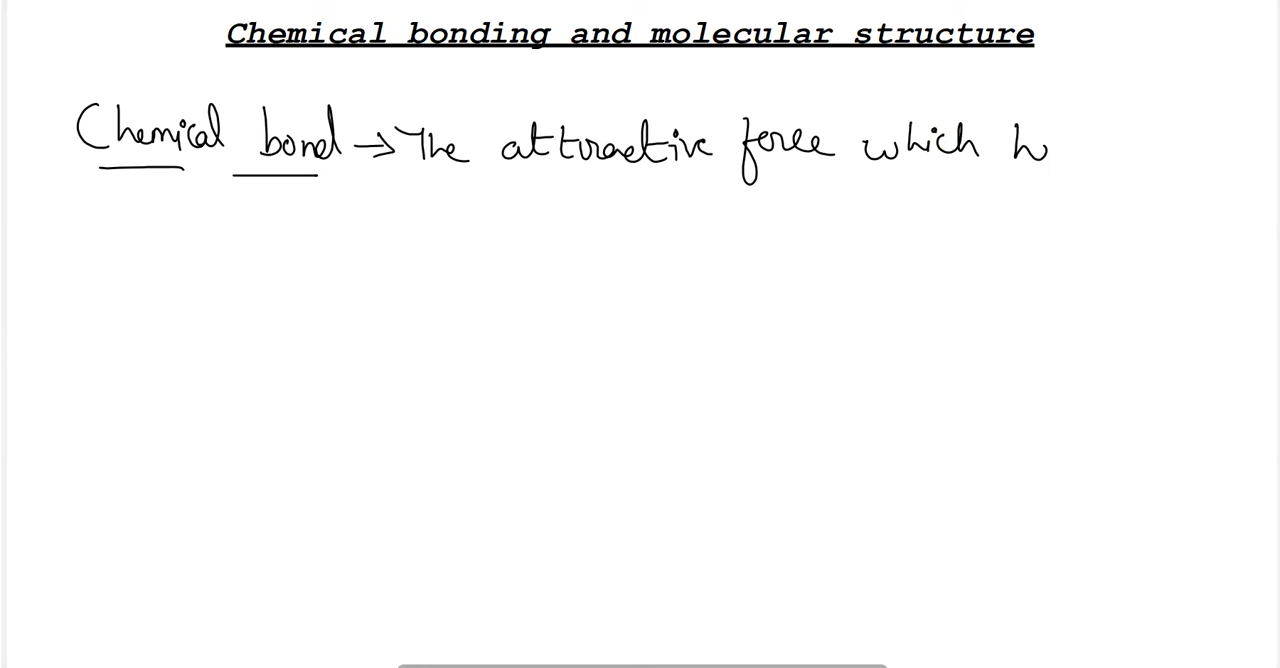 Chemical bonding and molecular structure
Chemical bond → The attractive force which